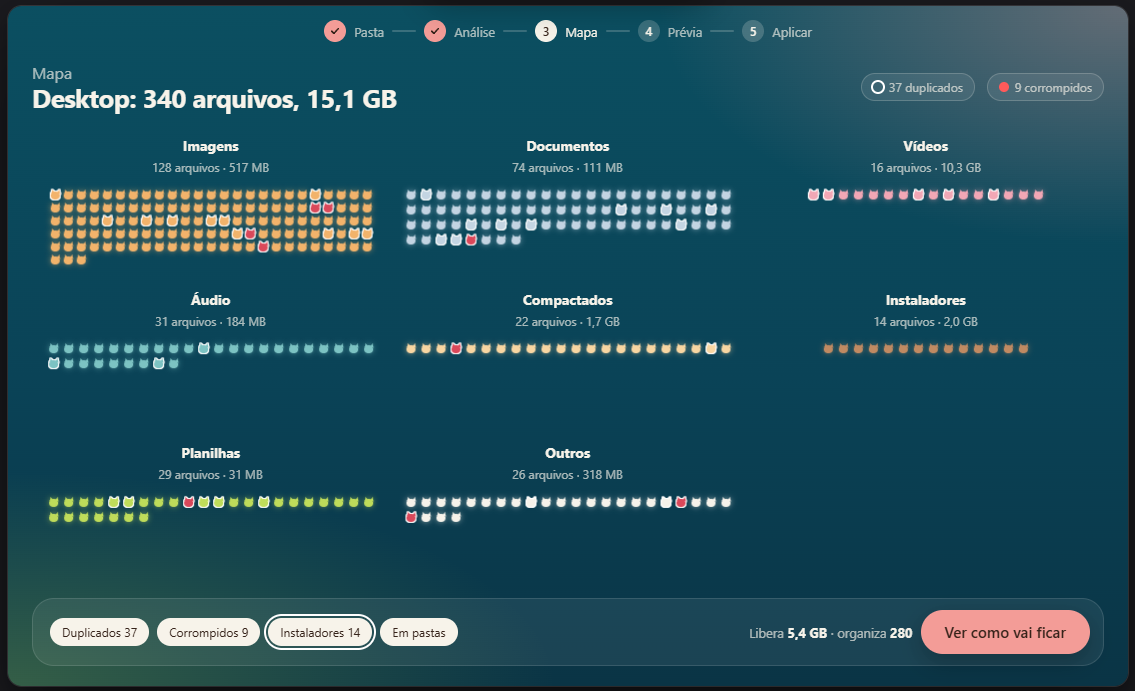 Pasta
Análise
3 Mapa
4 Prévia
5 Aplicar
Mapa
Desktop: 340 arquivos, 15,1 GB
37 duplicados
9 corrompidos
Imagens
128 arquivos · 517 MB
Documentos
74 arquivos · 111 MB
Vídeos
16 arquivos · 10,3 GB
Áudio
31 arquivos · 184 MB
Compactados
22 arquivos · 1,7 GB
Instaladores
14 arquivos · 2,0 GB
Planilhas
29 arquivos · 31 MB
Outros
26 arquivos · 318 MB
Duplicados 37
Corrompidos 9
Instaladores 14
Em pastas
Libera 5,4 GB · organiza 280
Ver como vai ficar